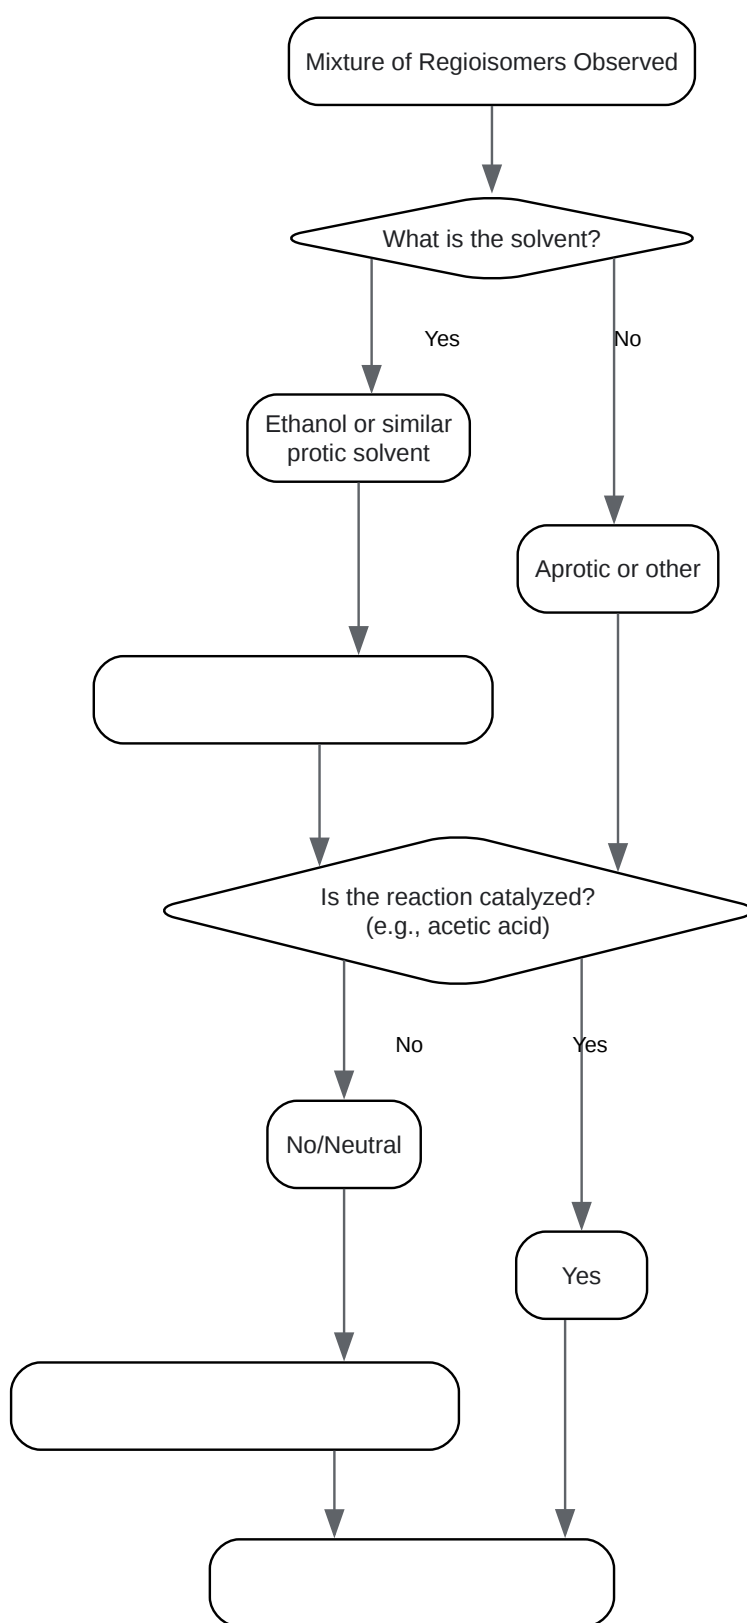 Mixture of Regioisomers Observed
What is the solvent?
Yes
No
Ethanol or similar
protic solvent
Aprotic or other
Is the reaction catalyzed?
(e.g., acetic acid)
No
Yes
No/Neutral
Yes